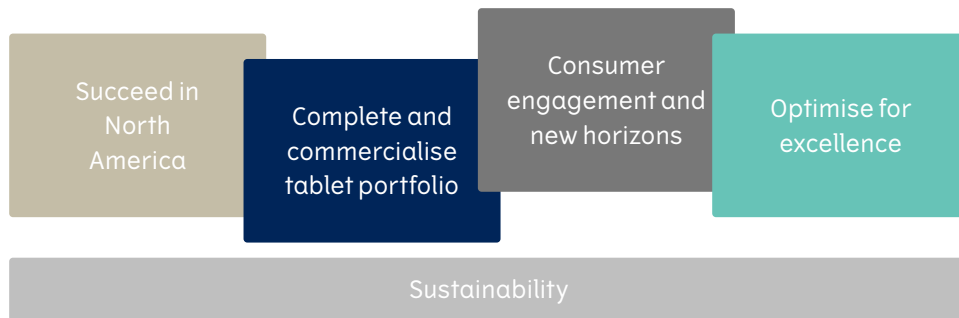 Succeed in
North
America
Complete and
commercialise
tablet portfolio
Consumer
engagement and
new horizons
Optimise for
excellence
Sustainability